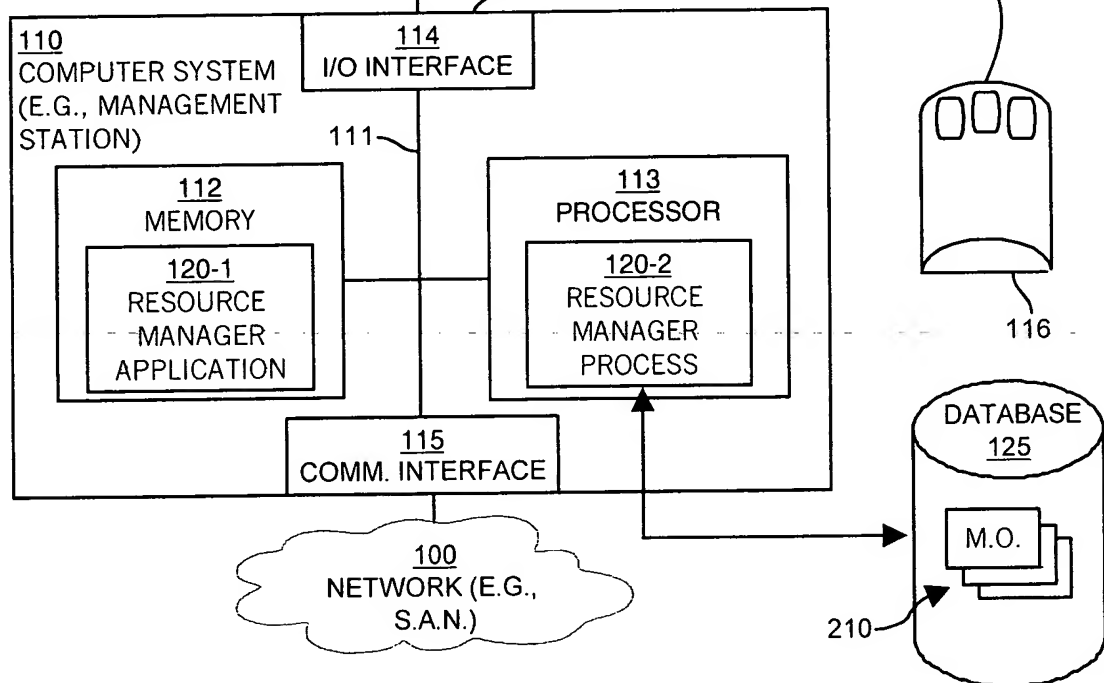 110
COMPUTER SYSTEM
(E.G., MANAGEMENT
STATION)
114
I/O INTERFACE
111
112
MEMORY
120-1
RESOURCE
MANAGER
APPLICATION
113
PROCESSOR
120-2
RESOURCE
MANAGER
PROCESS
116
115
COMM. INTERFACE
DATABASE
125
M.O.
210
100
NETWORK (E.G.,
S.A.N.)